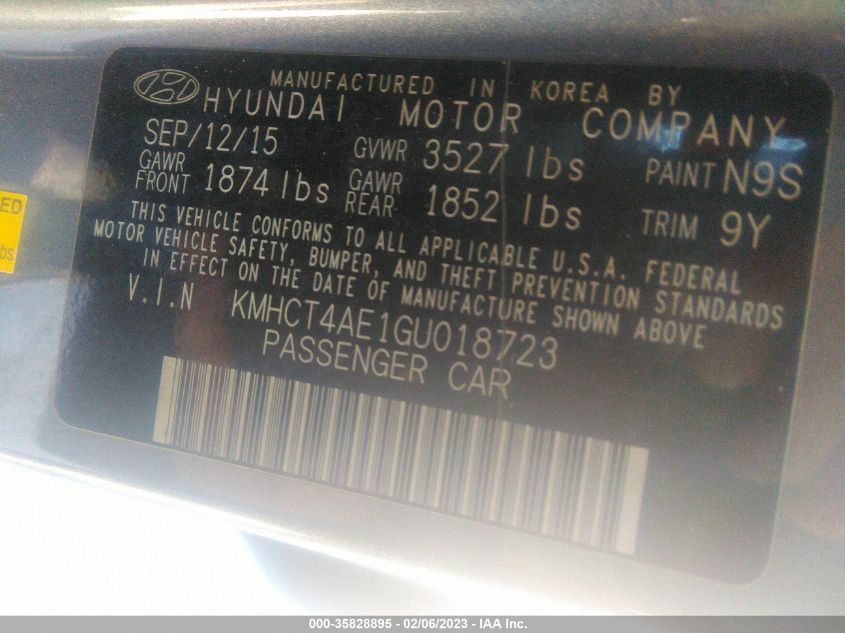 MANUFACTURED IN KOREA BY
HYUNDAI MOTOR COMPANY
SEP/12/15 GVWR 3527 lbs PAINT N9S
GAWR FRONT 1874 lbs GAWR REAR 1852 lbs TRIM 9Y
THIS VEHICLE CONFORMS TO ALL APPLICABLE U.S.A. FEDERAL
MOTOR VEHICLE SAFETY, BUMPER, AND THEFT PREVENTION STANDARDS
IN EFFECT ON THE DATE OF MANUFACTURE SHOWN ABOVE
V.I.N KMHCT4AE1GU018723
PASSENGER CAR
ED
bs
000-35828895 - 02/06/2023 - IAA Inc.